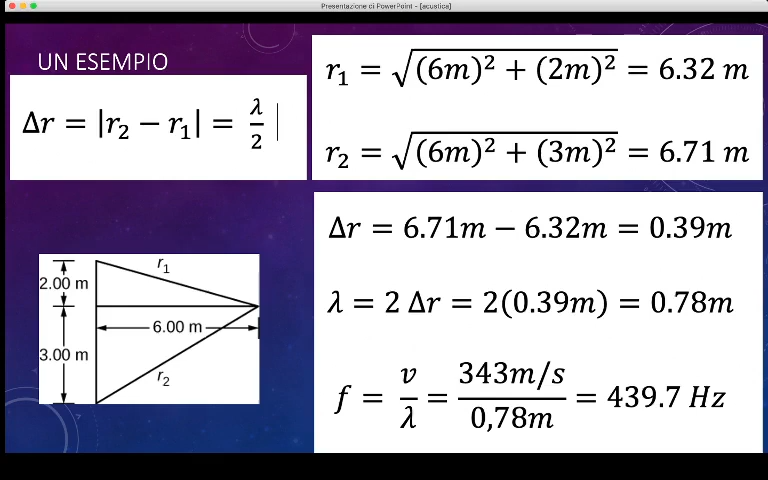 Presentazione di PowerPoint - [acustica]
UN ESEMPIO
Δr = |r₂ − r₁| = λ/2
r₁ = √((6m)² + (2m)²) = 6.32 m
r₂ = √((6m)² + (3m)²) = 6.71 m
Δr = 6.71m − 6.32m = 0.39m
λ = 2 Δr = 2(0.39m) = 0.78m
f = v/λ = 343m/s / 0,78m = 439.7 Hz
r₁
2.00 m
6.00 m
3.00 m
r₂